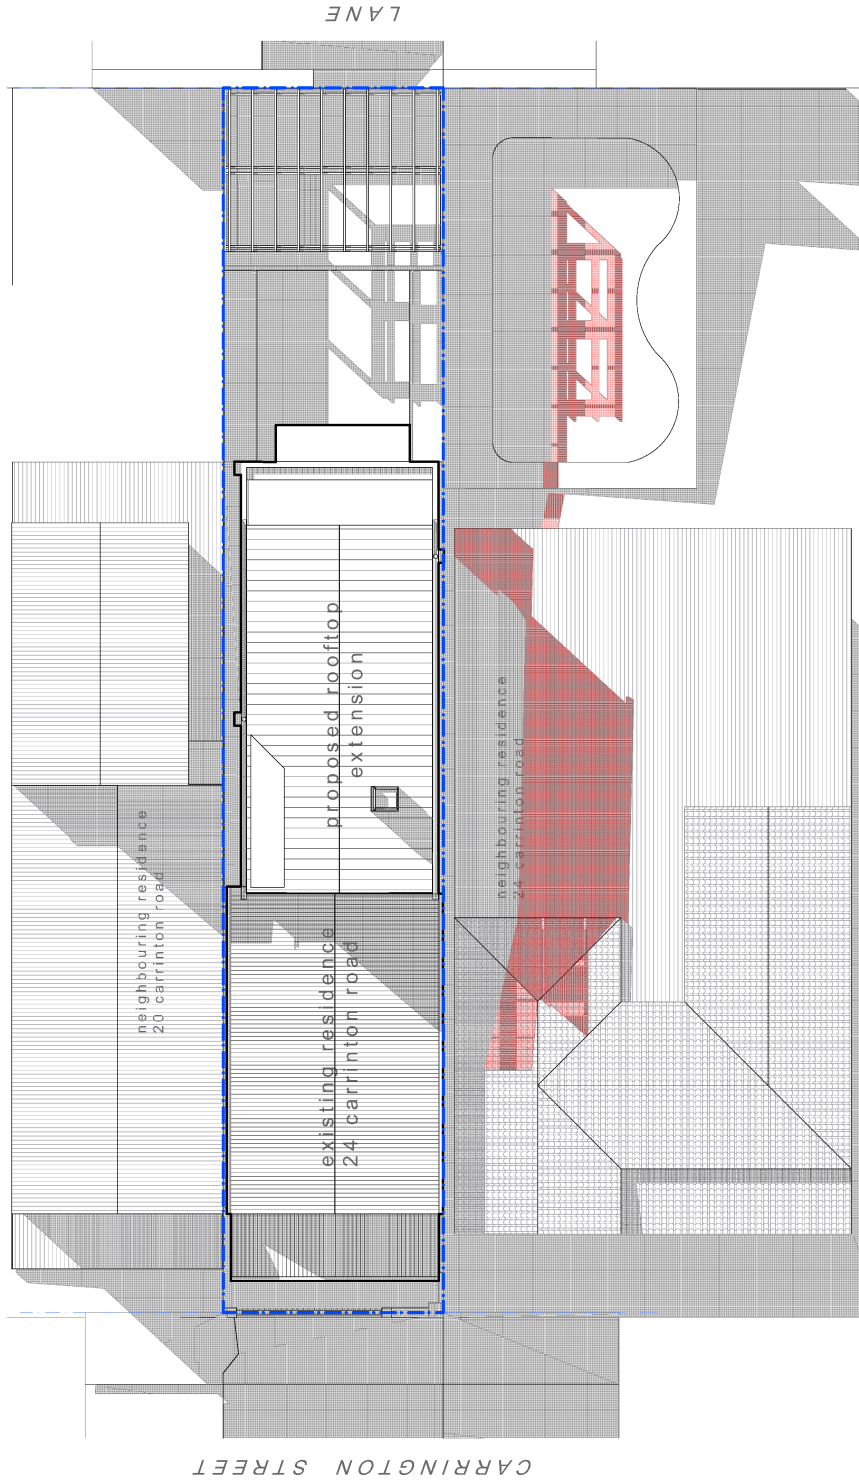 LANE
proposed rooftop
extension
neighbouring residence
24 carrinton road
neighbouring residence
20 carrinton road
existing residence
24 carrinton road
CARRINGTON STREET